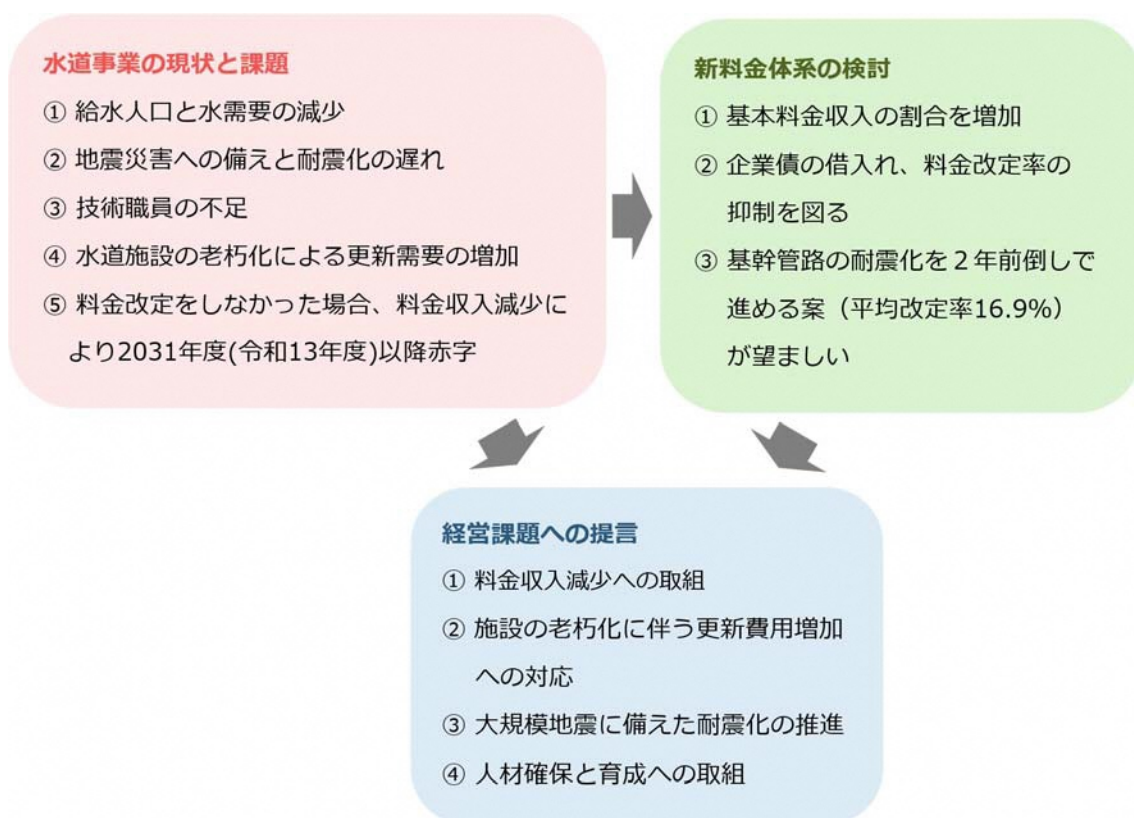 水道事業の現状と課題
① 給水人口と水需要の減少
② 地震災害への備えと耐震化の遅れ
③ 技術職員の不足
④ 水道施設の老朽化による更新需要の増加
⑤ 料金改定をしなかった場合、料金収入減少に
より2031年度(令和13年度)以降赤字
新料金体系の検討
① 基本料金収入の割合を増加
② 企業債の借入れ、料金改定率の
抑制を図る
③ 基幹管路の耐震化を２年前倒しで
進める案（平均改定率16.9%）
が望ましい
経営課題への提言
① 料金収入減少への取組
② 施設の老朽化に伴う更新費用増加
への対応
③ 大規模地震に備えた耐震化の推進
④ 人材確保と育成への取組